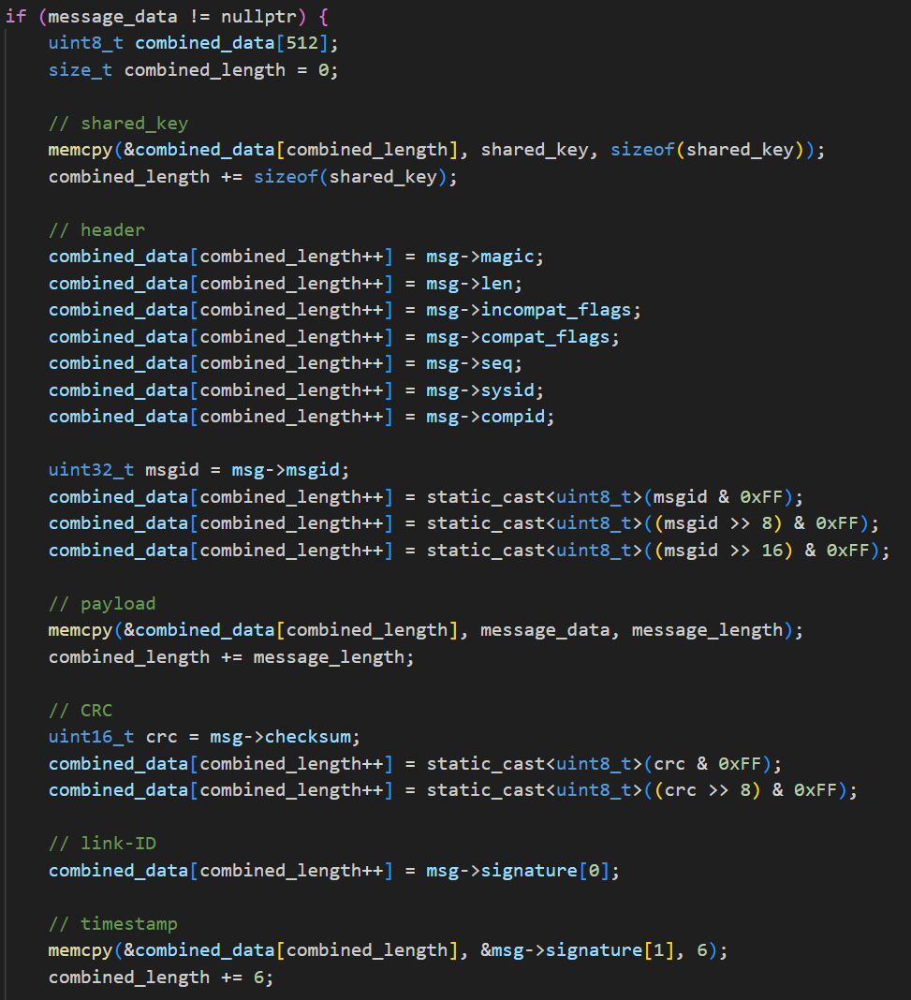 if (message_data != nullptr) {
    uint8_t combined_data[512];
    size_t combined_length = 0;

    // shared_key
    memcpy(&combined_data[combined_length], shared_key, sizeof(shared_key));
    combined_length += sizeof(shared_key);

    // header
    combined_data[combined_length++] = msg->magic;
    combined_data[combined_length++] = msg->len;
    combined_data[combined_length++] = msg->incompat_flags;
    combined_data[combined_length++] = msg->compat_flags;
    combined_data[combined_length++] = msg->seq;
    combined_data[combined_length++] = msg->sysid;
    combined_data[combined_length++] = msg->compid;

    uint32_t msgid = msg->msgid;
    combined_data[combined_length++] = static_cast<uint8_t>(msgid & 0xFF);
    combined_data[combined_length++] = static_cast<uint8_t>((msgid >> 8) & 0xFF);
    combined_data[combined_length++] = static_cast<uint8_t>((msgid >> 16) & 0xFF);

    // payload
    memcpy(&combined_data[combined_length], message_data, message_length);
    combined_length += message_length;

    // CRC
    uint16_t crc = msg->checksum;
    combined_data[combined_length++] = static_cast<uint8_t>(crc & 0xFF);
    combined_data[combined_length++] = static_cast<uint8_t>((crc >> 8) & 0xFF);

    // link-ID
    combined_data[combined_length++] = msg->signature[0];

    // timestamp
    memcpy(&combined_data[combined_length], &msg->signature[1], 6);
    combined_length += 6;